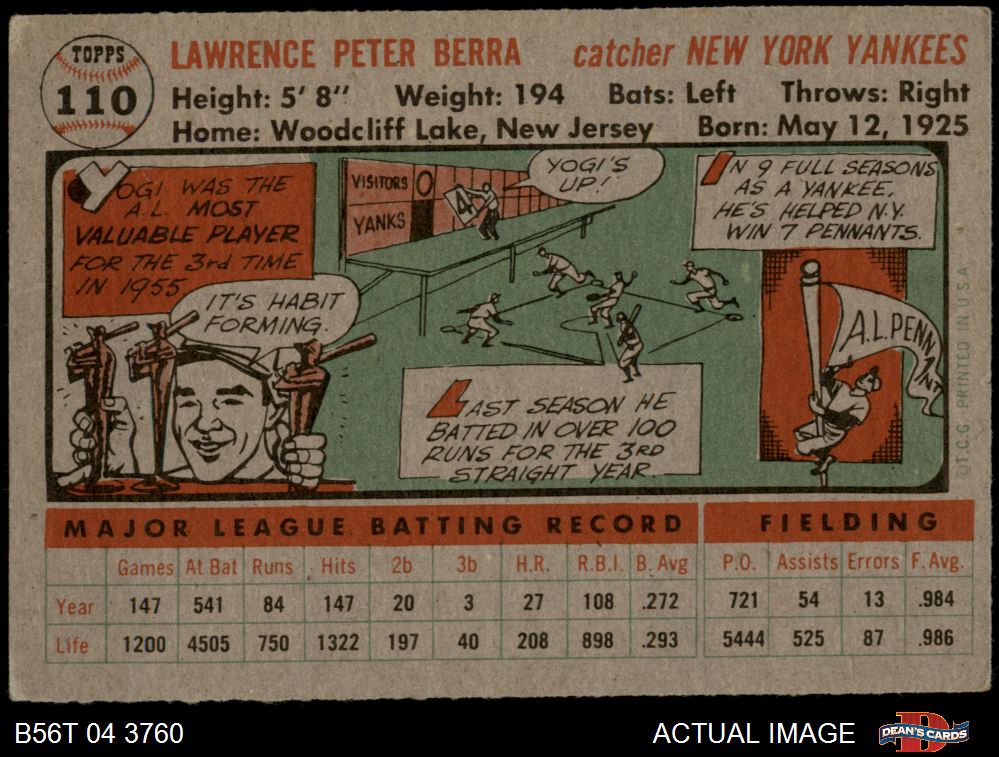 TOPPS
110
LAWRENCE PETER BERRA catcher NEW YORK YANKEES
Height: 5' 8" Weight: 194 Bats: Left Throws: Right
Home: Woodcliff Lake, New Jersey Born: May 12, 1925
YOGI WAS THE
A.L. MOST
VALUABLE PLAYER
FOR THE 3rd TIME
IN 1955
IT'S HABIT
FORMING.
VISITORS 0
YANKS 4
YOGI'S
UP!
LAST SEASON HE
BATTED IN OVER 100
RUNS FOR THE 3RD
STRAIGHT YEAR.
IN 9 FULL SEASONS
AS A YANKEE,
HE'S HELPED N.Y.
WIN 7 PENNANTS.
A.L. PENNANT
©T.C.G. PRINTED IN U.S.A.
MAJOR LEAGUE BATTING RECORD FIELDING
Games At Bat Runs Hits 2b 3b H.R. R.B.I. B. Avg P.O. Assists Errors F. Avg.
Year 147 541 84 147 20 3 27 108 .272 721 54 13 .984
Life 1200 4505 750 1322 197 40 208 898 .293 5444 525 87 .986
B56T 04 3760 ACTUAL IMAGE D DEAN'S CARDS